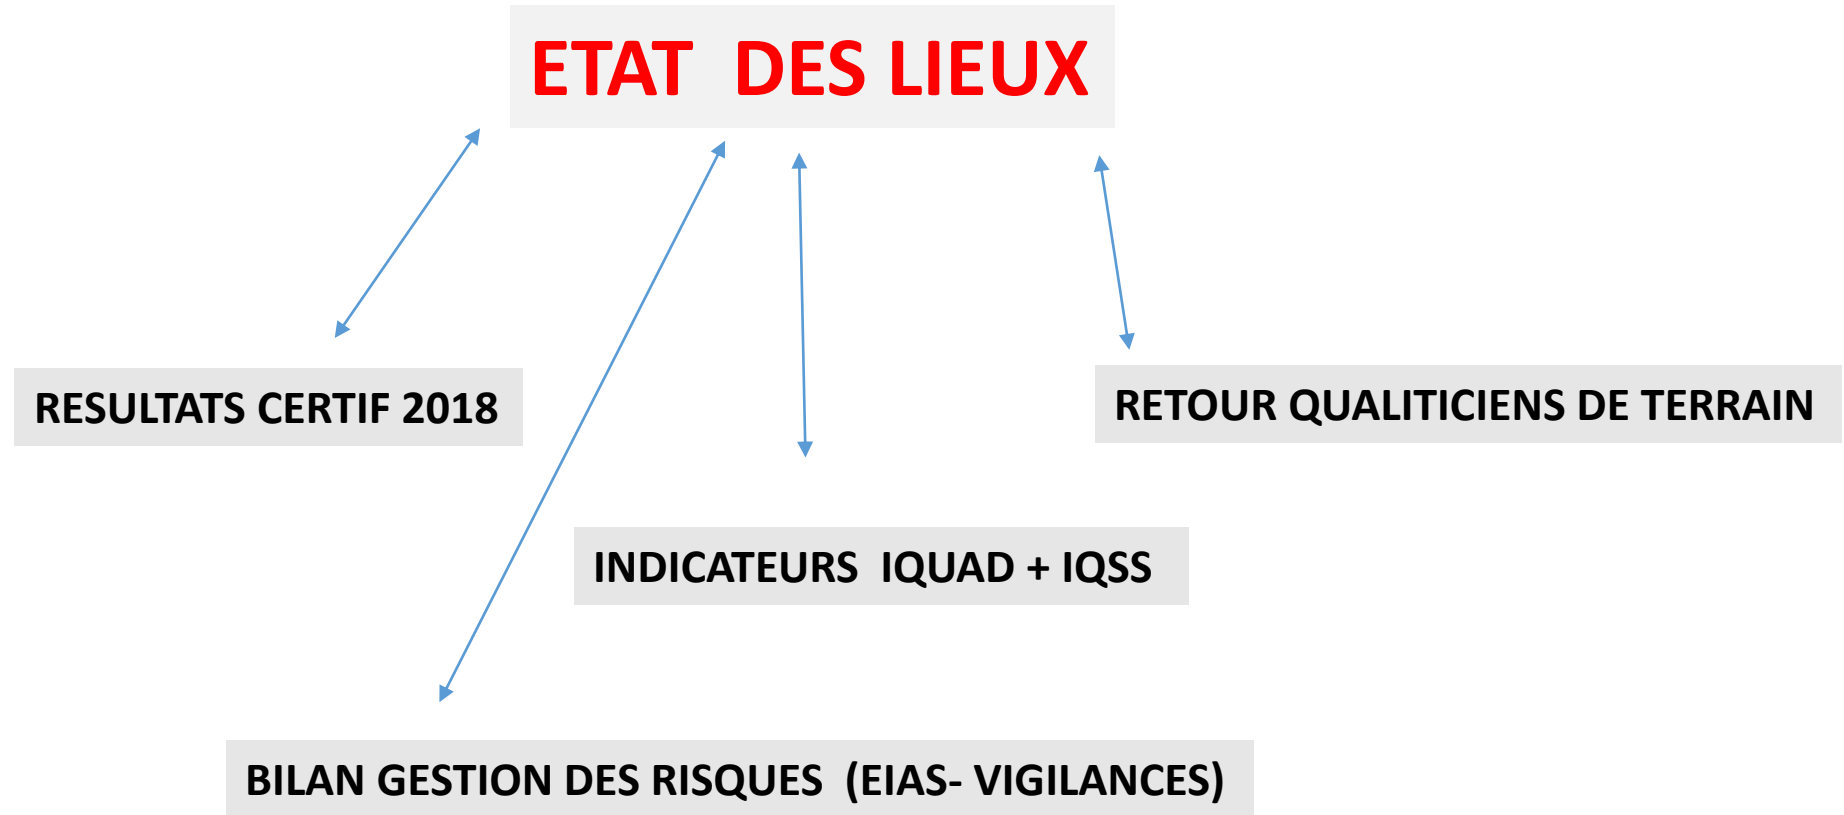 ETAT DES LIEUX
RESULTATS CERTIF 2018
RETOUR QUALITICIENS DE TERRAIN
INDICATEURS IQUAD + IQSS
BILAN GESTION DES RISQUES (EIAS- VIGILANCES)